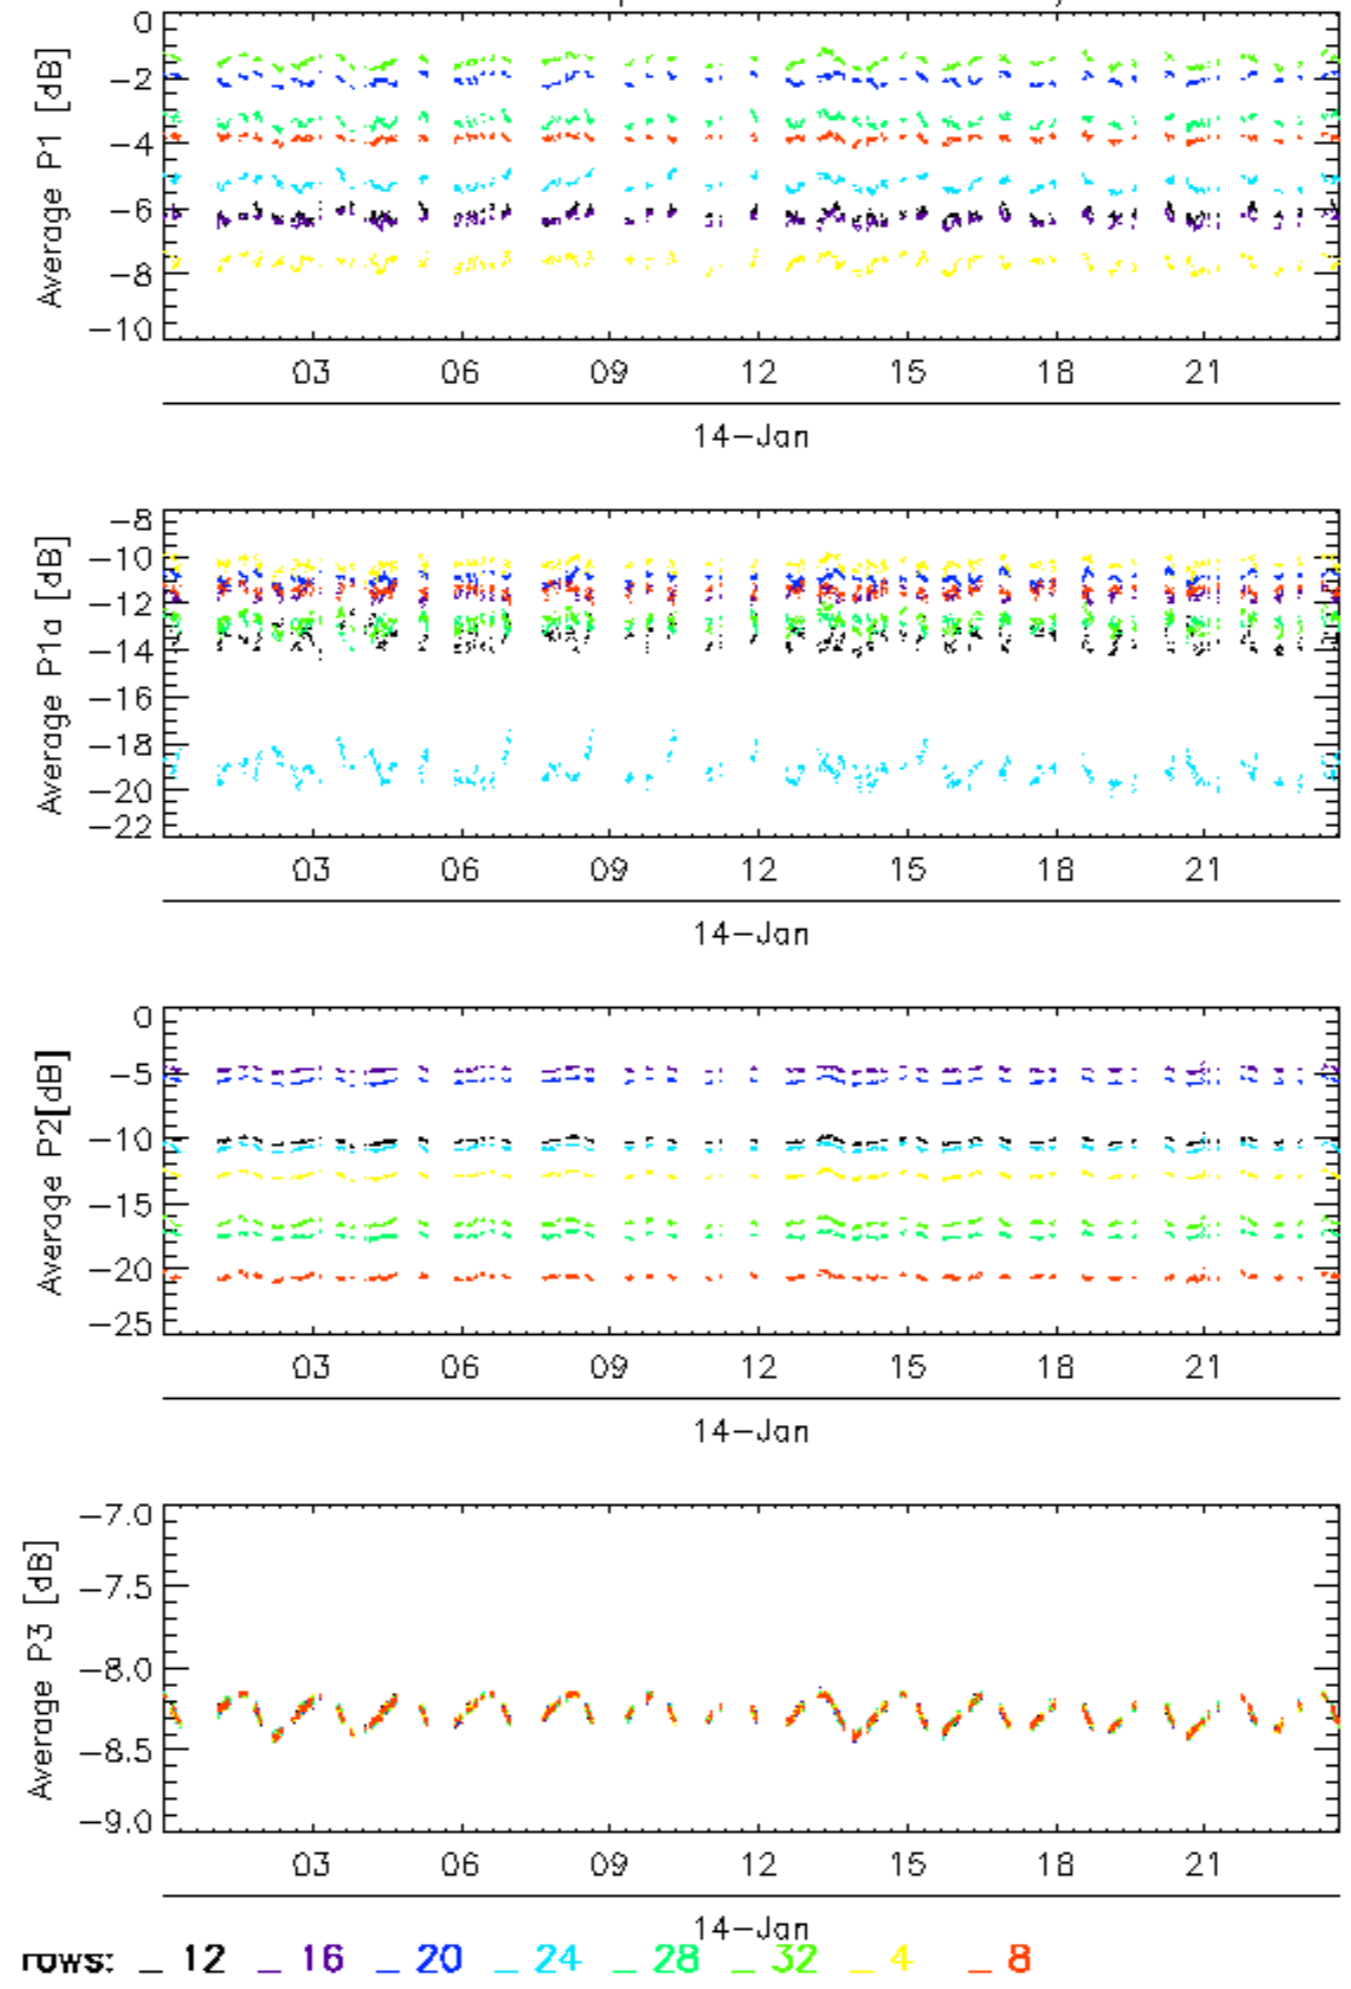 0
−2
−4
−6
−8
−10
Average P1 [dB]
03 06 09 12 15 18 21
14−Jan
−8
−10
−12
−14
−16
−18
−20
−22
Average P1a [dB]
03 06 09 12 15 18 21
14−Jan
0
−5
−10
−15
−20
−25
Average P2[dB]
03 06 09 12 15 18 21
14−Jan
−7.0
−7.5
−8.0
−8.5
−9.0
Average P3 [dB]
03 06 09 12 15 18 21
14−Jan
rows: _ 12 _ 16 _ 20 _ 24 _ 28 _ 32 _ 4 _ 8